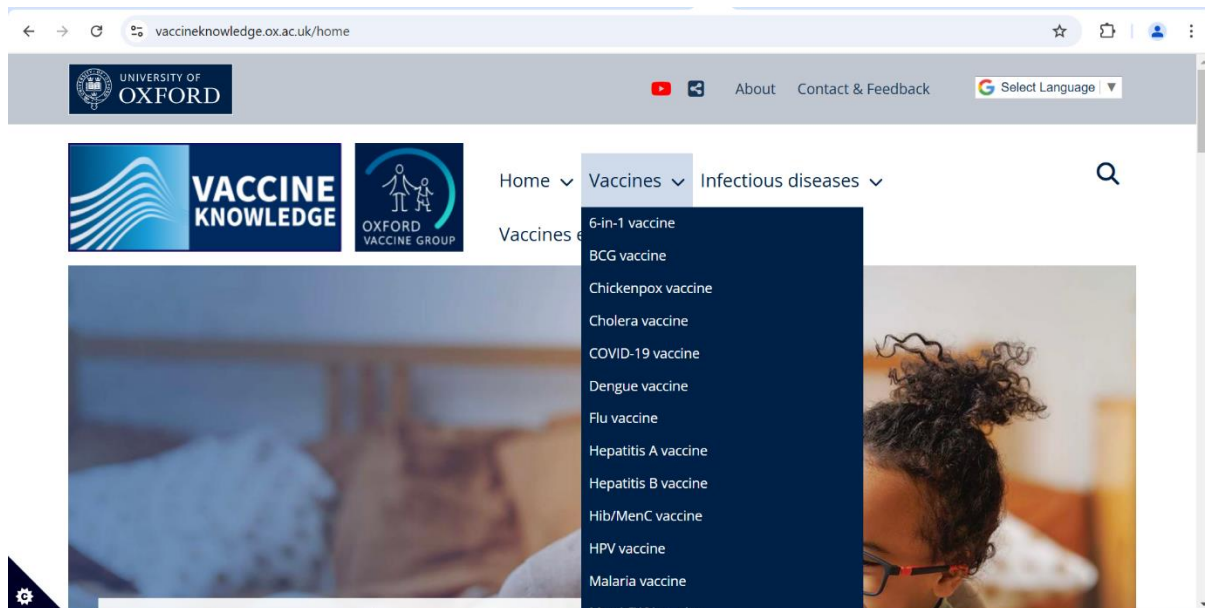 vaccineknowledge.ox.ac.uk/home
UNIVERSITY OF
OXFORD
About Contact & Feedback
G Select Language ▼
VACCINE
KNOWLEDGE
OXFORD
VACCINE GROUP
Home Vaccines Infectious diseases
Vaccines
6-in-1 vaccine
BCG vaccine
Chickenpox vaccine
Cholera vaccine
COVID-19 vaccine
Dengue vaccine
Flu vaccine
Hepatitis A vaccine
Hepatitis B vaccine
Hib/MenC vaccine
HPV vaccine
Malaria vaccine